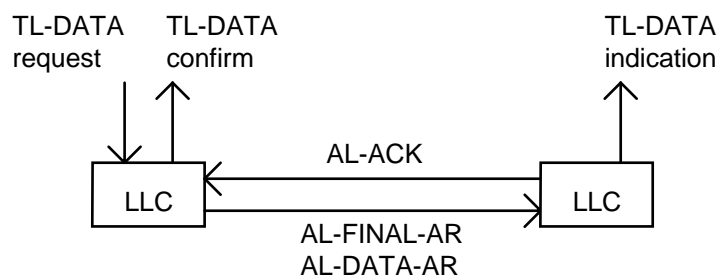 TL-DATA
request
TL-DATA
confirm
TL-DATA
indication
AL-ACK
LLC
LLC
AL-FINAL-AR
AL-DATA-AR